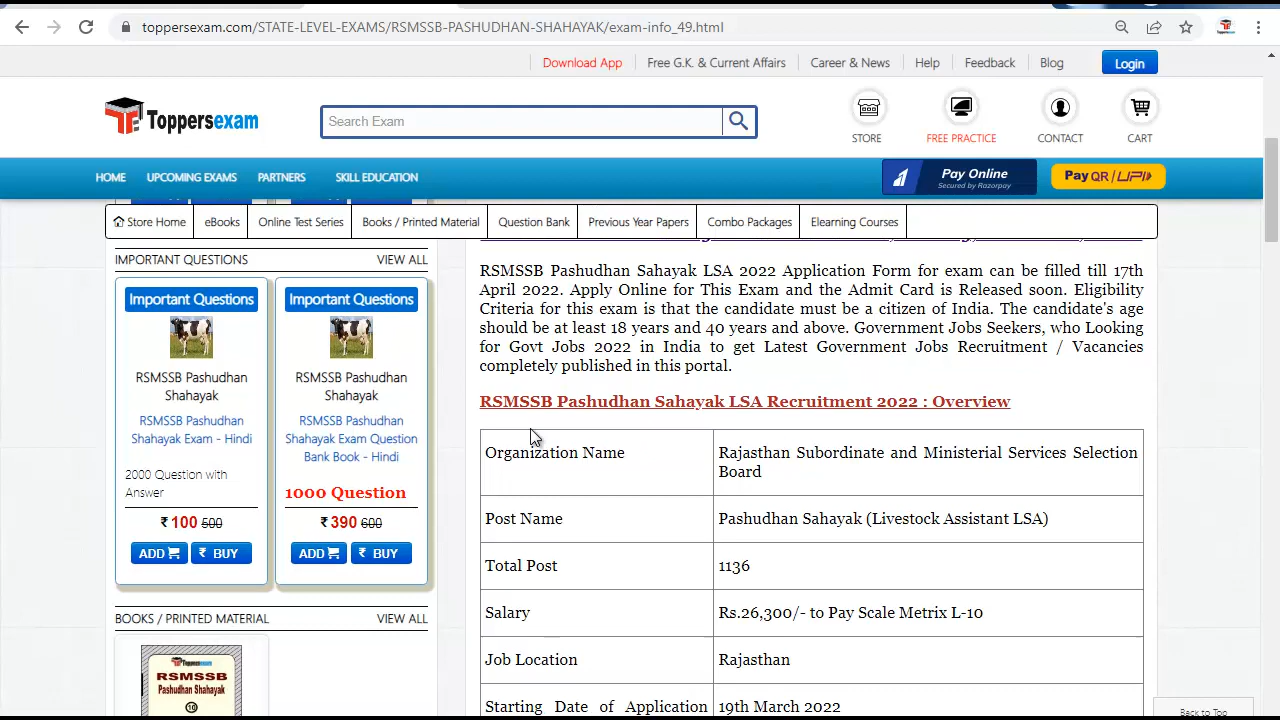 toppersexam.com/STATE-LEVEL-EXAMS/RSMSSB-PASHUDHAN-SHAHAYAK/exam-info_49.html
Download App
Free G.K. & Current Affairs
Career & News
Help
Feedback
Blog
Login
Toppersexam
Search Exam
STORE
FREE PRACTICE
CONTACT
CART
HOME
UPCOMING EXAMS
PARTNERS
SKILL EDUCATION
Pay Online
Secured by Razorpay
Pay QR / UPI
Store Home
eBooks
Online Test Series
Books / Printed Material
Question Bank
Previous Year Papers
Combo Packages
Elearning Courses
IMPORTANT QUESTIONS
VIEW ALL
Important Questions
RSMSSB Pashudhan
Shahayak
RSMSSB Pashudhan
Shahayak Exam - Hindi
2000 Question with
Answer
₹ 100 500
ADD
₹ BUY
Important Questions
RSMSSB Pashudhan
Shahayak
RSMSSB Pashudhan
Shahayak Exam Question
Bank Book - Hindi
1000 Question
₹ 390 600
ADD
₹ BUY
BOOKS / PRINTED MATERIAL
VIEW ALL
Toppersexam
RSMSSB
Pashudhan Shahayak
10
RSMSSB Pashudhan Sahayak LSA 2022 Application Form for exam can be filled till 17th
April 2022. Apply Online for This Exam and the Admit Card is Released soon. Eligibility
Criteria for this exam is that the candidate must be a citizen of India. The candidate's age
should be at least 18 years and 40 years and above. Government Jobs Seekers, who Looking
for Govt Jobs 2022 in India to get Latest Government Jobs Recruitment / Vacancies
completely published in this portal.
RSMSSB Pashudhan Sahayak LSA Recruitment 2022 : Overview
Organization Name
Rajasthan Subordinate and Ministerial Services Selection
Board
Post Name
Pashudhan Sahayak (Livestock Assistant LSA)
Total Post
1136
Salary
Rs.26,300/- to Pay Scale Metrix L-10
Job Location
Rajasthan
Starting Date of Application
19th March 2022
Back to Top